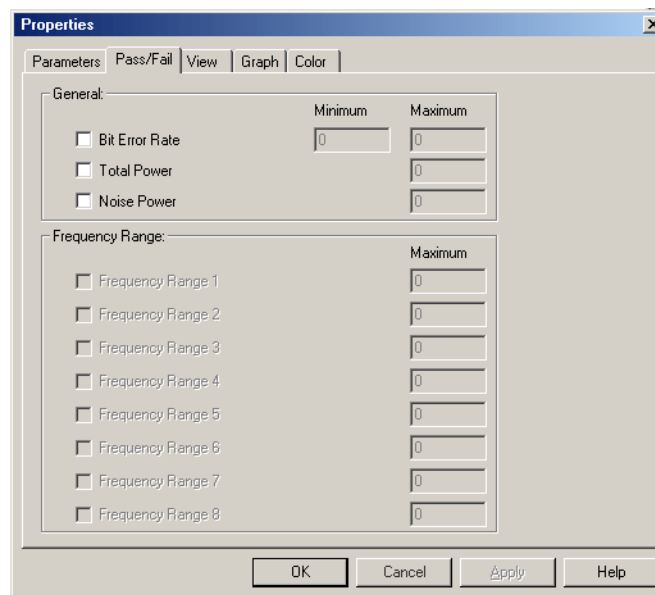 Properties
Parameters Pass/Fail View Graph Color
General:
Minimum Maximum
Bit Error Rate 0 0
Total Power 0
Noise Power 0
Frequency Range:
Maximum
Frequency Range 1 0
Frequency Range 2 0
Frequency Range 3 0
Frequency Range 4 0
Frequency Range 5 0
Frequency Range 6 0
Frequency Range 7 0
Frequency Range 8 0
OK Cancel Apply Help